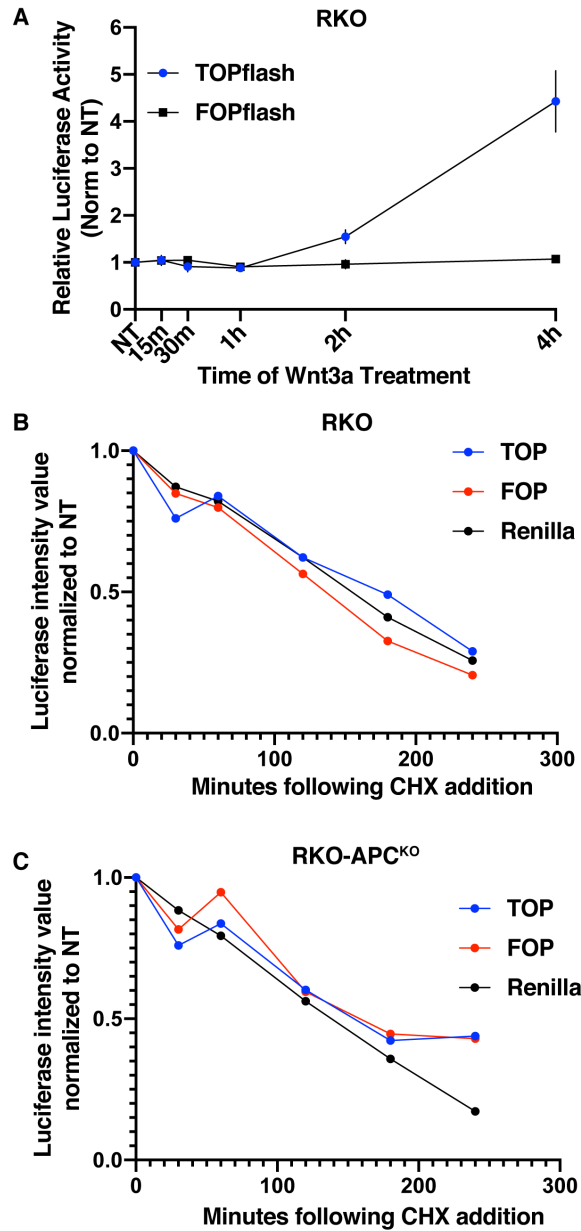 A
RKO
Relative Luciferase Activity
(Norm to NT)
6
5
4
3
2
1
0
TOPflash
FOPflash
NT
15m
30m
1h
2h
4h
Time of Wnt3a Treatment
B
RKO
Luciferase intensity value
normalized to NT
1.0
0.5
0.0
TOP
FOP
Renilla
0
100
200
300
Minutes following CHX addition
C
RKO-APCᴷᴼ
Luciferase intensity value
normalized to NT
1.0
0.5
0.0
TOP
FOP
Renilla
0
100
200
300
Minutes following CHX addition